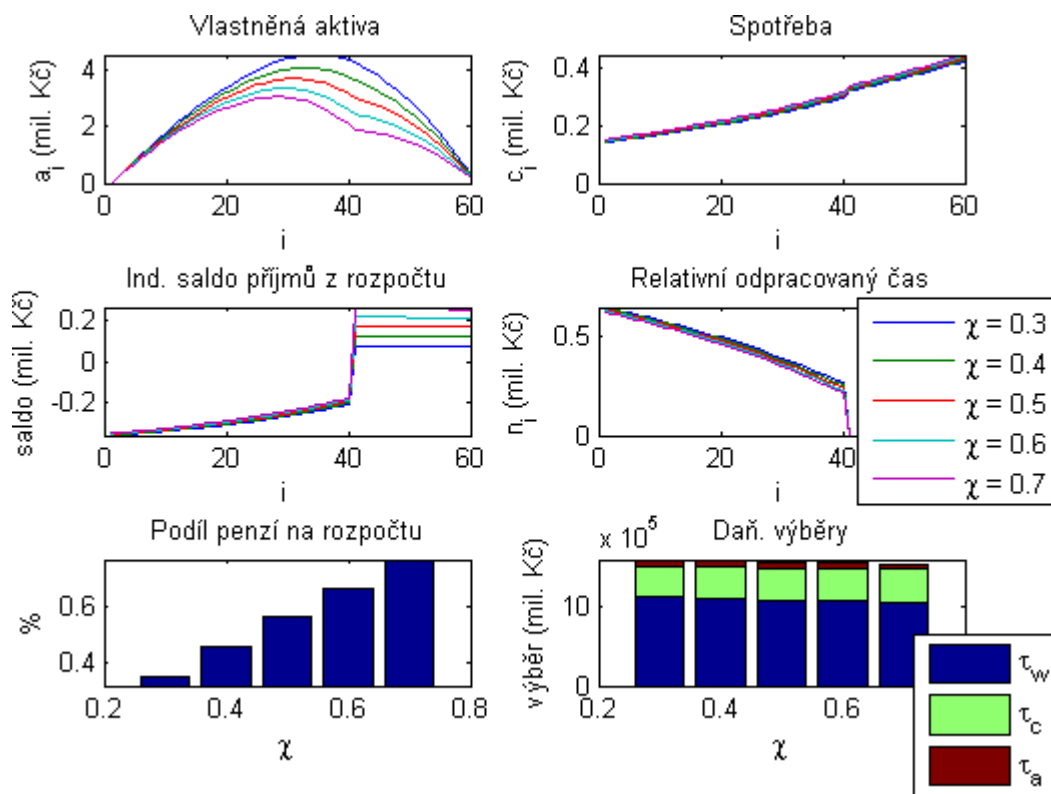 Vlastněná aktiva
a_i (mil. Kč)
4
2
0
0
20
40
60
i
Spotřeba
c_i (mil. Kč)
0.4
0.2
0
0
20
40
60
i
Ind. saldo příjmů z rozpočtu
saldo (mil. Kč)
0.2
0
-0.2
0
20
40
60
i
Relativní odpracovaný čas
n_i (mil. Kč)
0.5
0
0
20
40
i
χ = 0.3
χ = 0.4
χ = 0.5
χ = 0.6
χ = 0.7
Podíl penzí na rozpočtu
%
0.6
0.4
0.2
0.4
0.6
0.8
χ
Daň. výběry
x 10^5
výběr (mil. Kč)
10
0
0.2
0.4
0.6
χ
τ_w
τ_c
τ_a